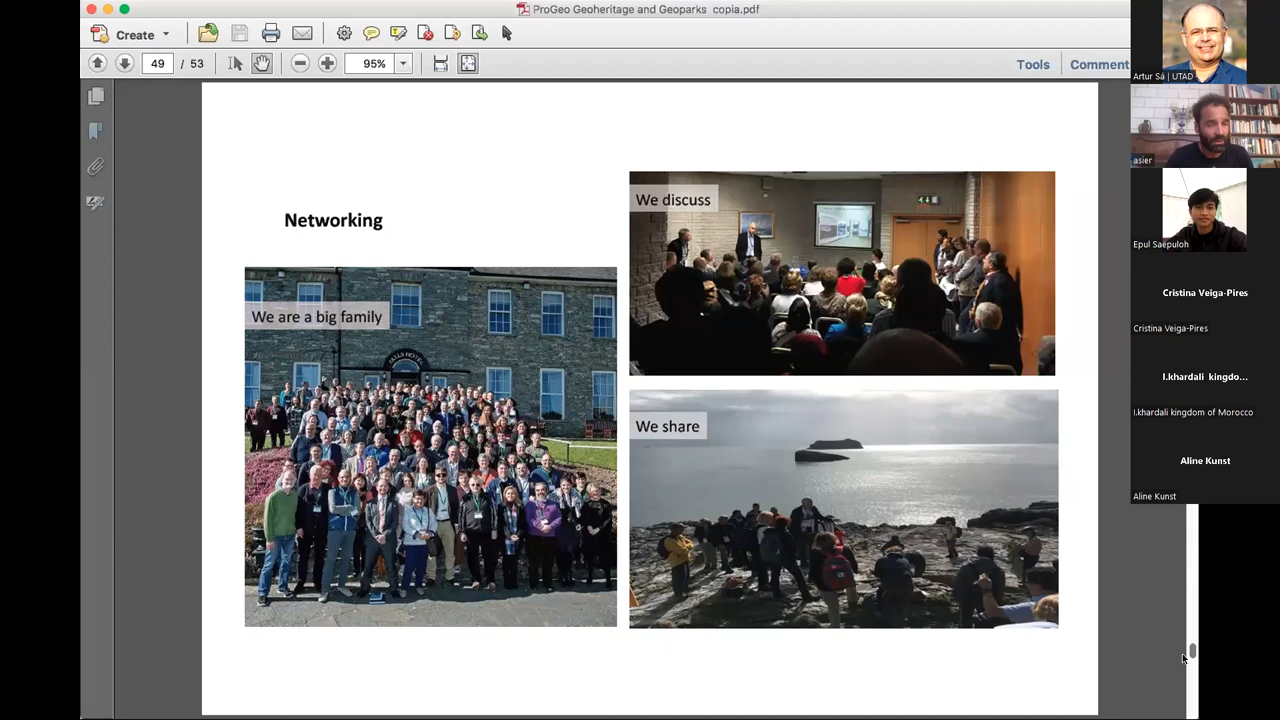 ProGeo Geoheritage and Geoparks copia.pdf
Create
49 / 53
95%
Tools
Comment
Networking
We are a big family
FALLS HOTEL
We discuss
We share
Artur Sá | UTAD
asier
Epul Saepuloh
Cristina Veiga-Pires
Cristina Veiga-Pires
l.khardali kingdo...
l.khardali kingdom of Morocco
Aline Kunst
Aline Kunst